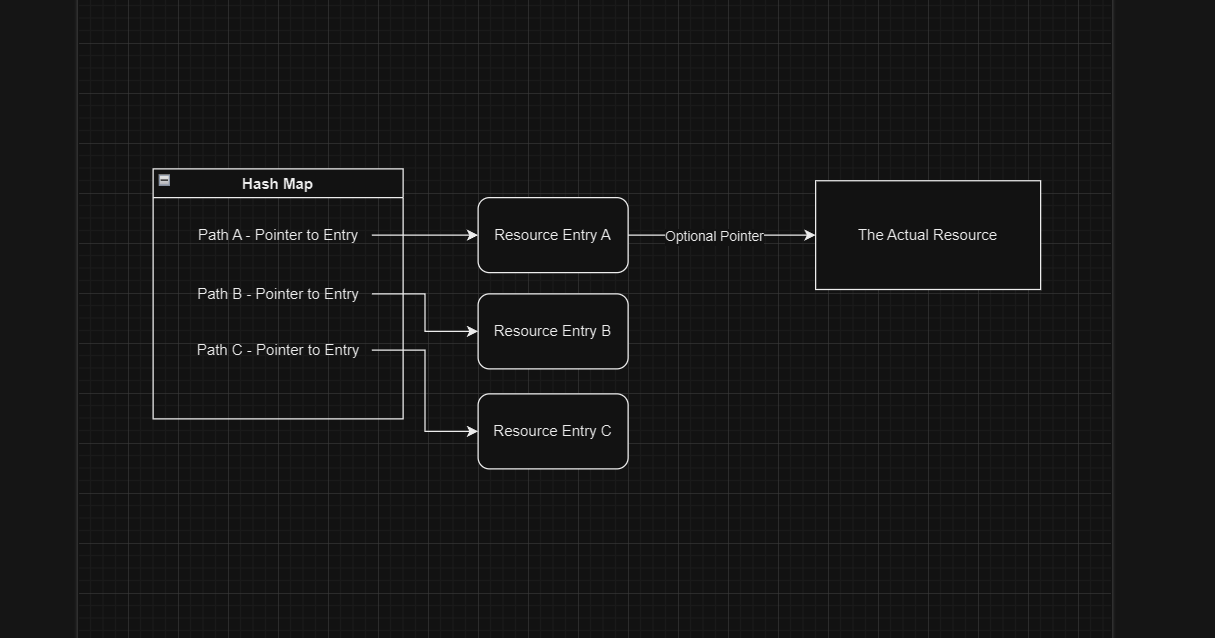 Hash Map
Path A - Pointer to Entry
Path B - Pointer to Entry
Path C - Pointer to Entry
Resource Entry A
Resource Entry B
Resource Entry C
Optional Pointer
The Actual Resource